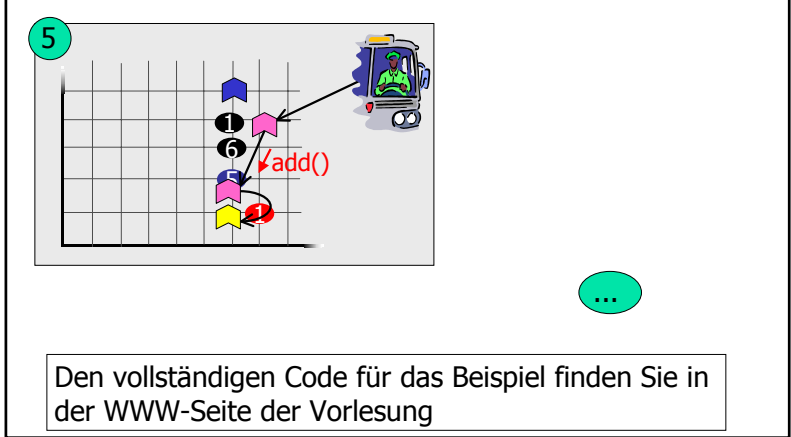 5
1
6
add()
5
1
...
Den vollständigen Code für das Beispiel finden Sie in
der WWW-Seite der Vorlesung